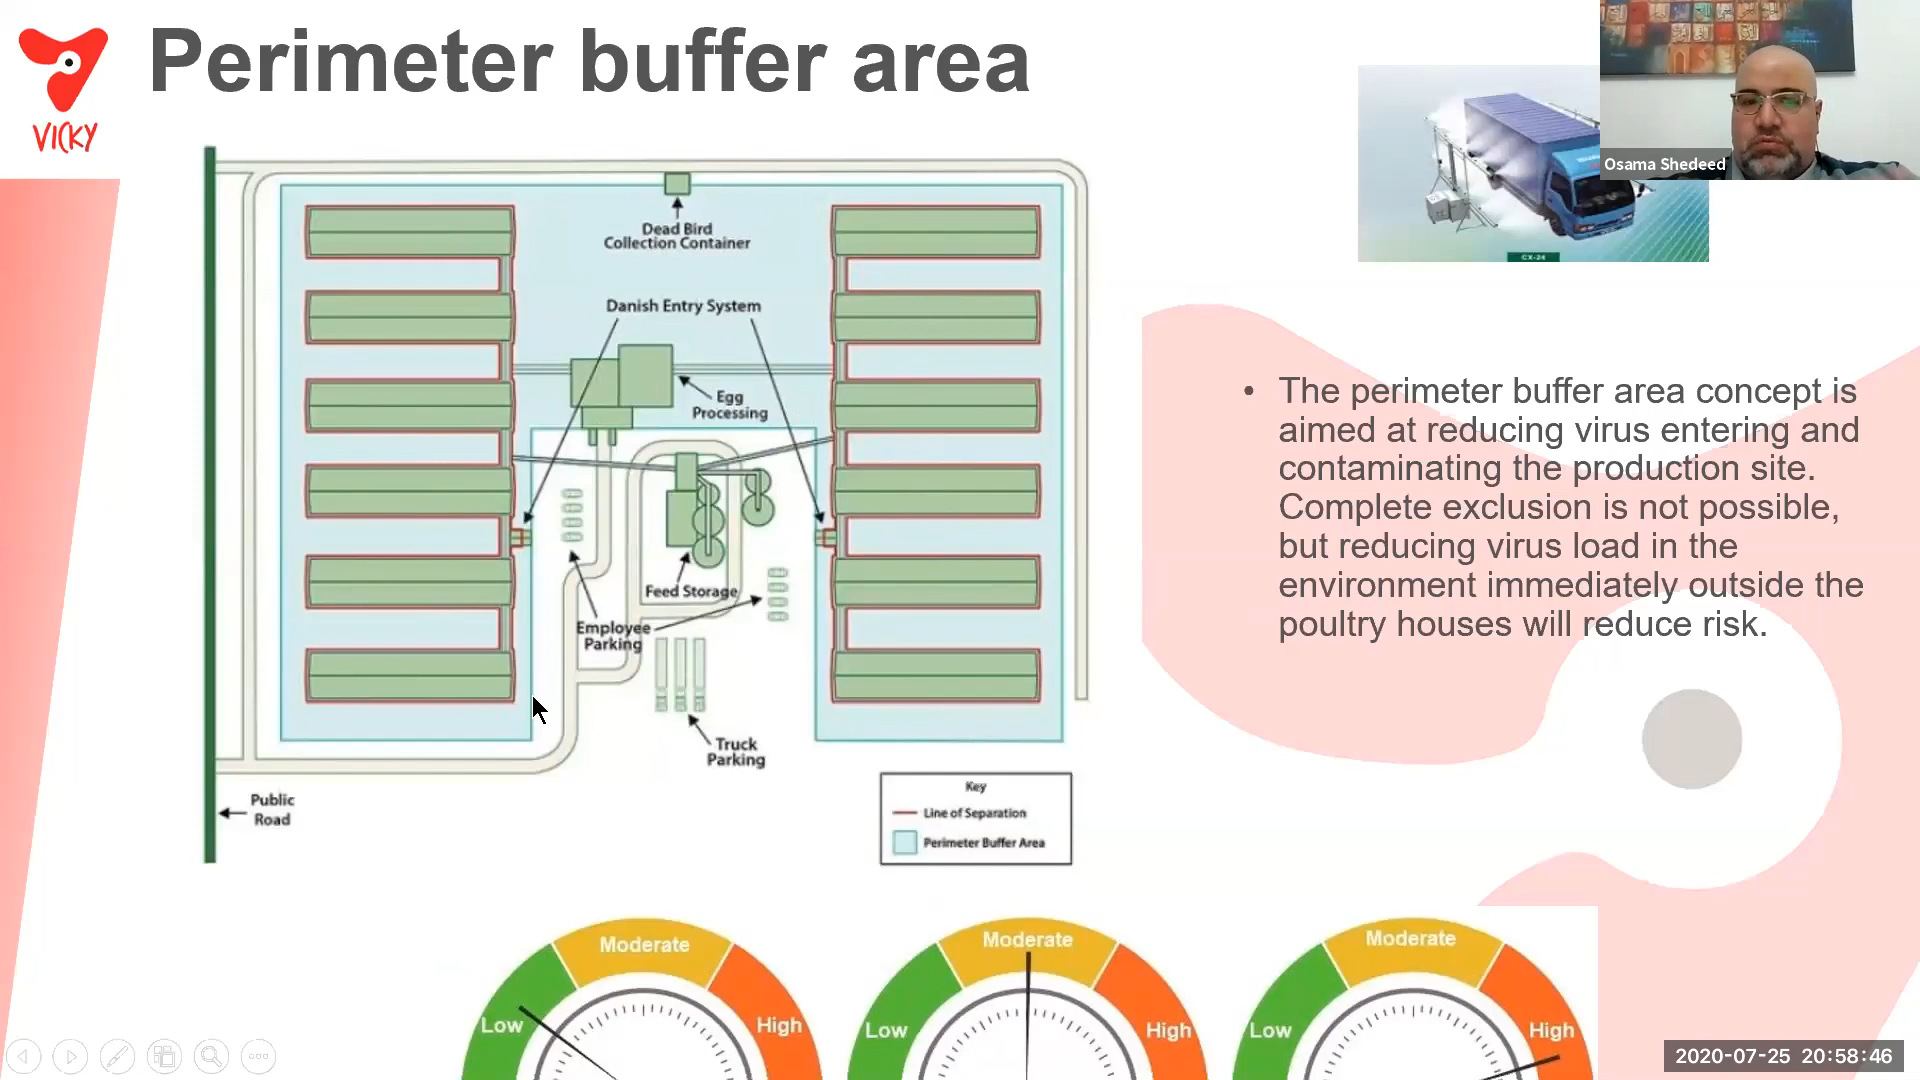 Perimeter buffer area
VICKY
Osama Shedeed
CX-24
Dead Bird
Collection Container
Danish Entry System
Egg
Processing
Feed Storage
Employee
Parking
Truck
Parking
Public
Road
Key
Line of Separation
Perimeter Buffer Area
• The perimeter buffer area concept is
aimed at reducing virus entering and
contaminating the production site.
Complete exclusion is not possible,
but reducing virus load in the
environment immediately outside the
poultry houses will reduce risk.
Low
Moderate
High
Low
Moderate
High
Low
Moderate
High
2020-07-25 20:58:46